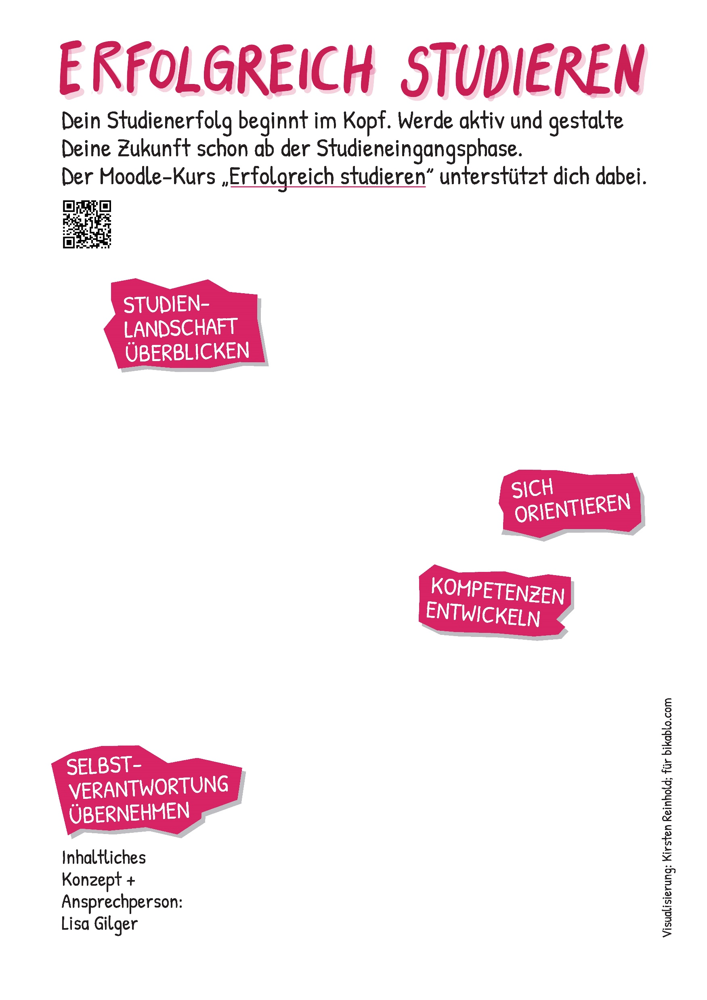 ERFOLGREICH STUDIEREN
Dein Studienerfolg beginnt im Kopf. Werde aktiv und gestalte
Deine Zukunft schon ab der Studieneingangsphase.
Der Moodle-Kurs „Erfolgreich studieren” unterstützt dich dabei.
STUDIEN-
LANDSCHAFT
ÜBERBLICKEN
SICH
ORIENTIEREN
KOMPETENZEN
ENTWICKELN
SELBST-
VERANTWORTUNG
ÜBERNEHMEN
Inhaltliches
Konzept +
Ansprechperson:
Lisa Gilger
Visualisierung: Kirsten Reinhold; für bikablo.com